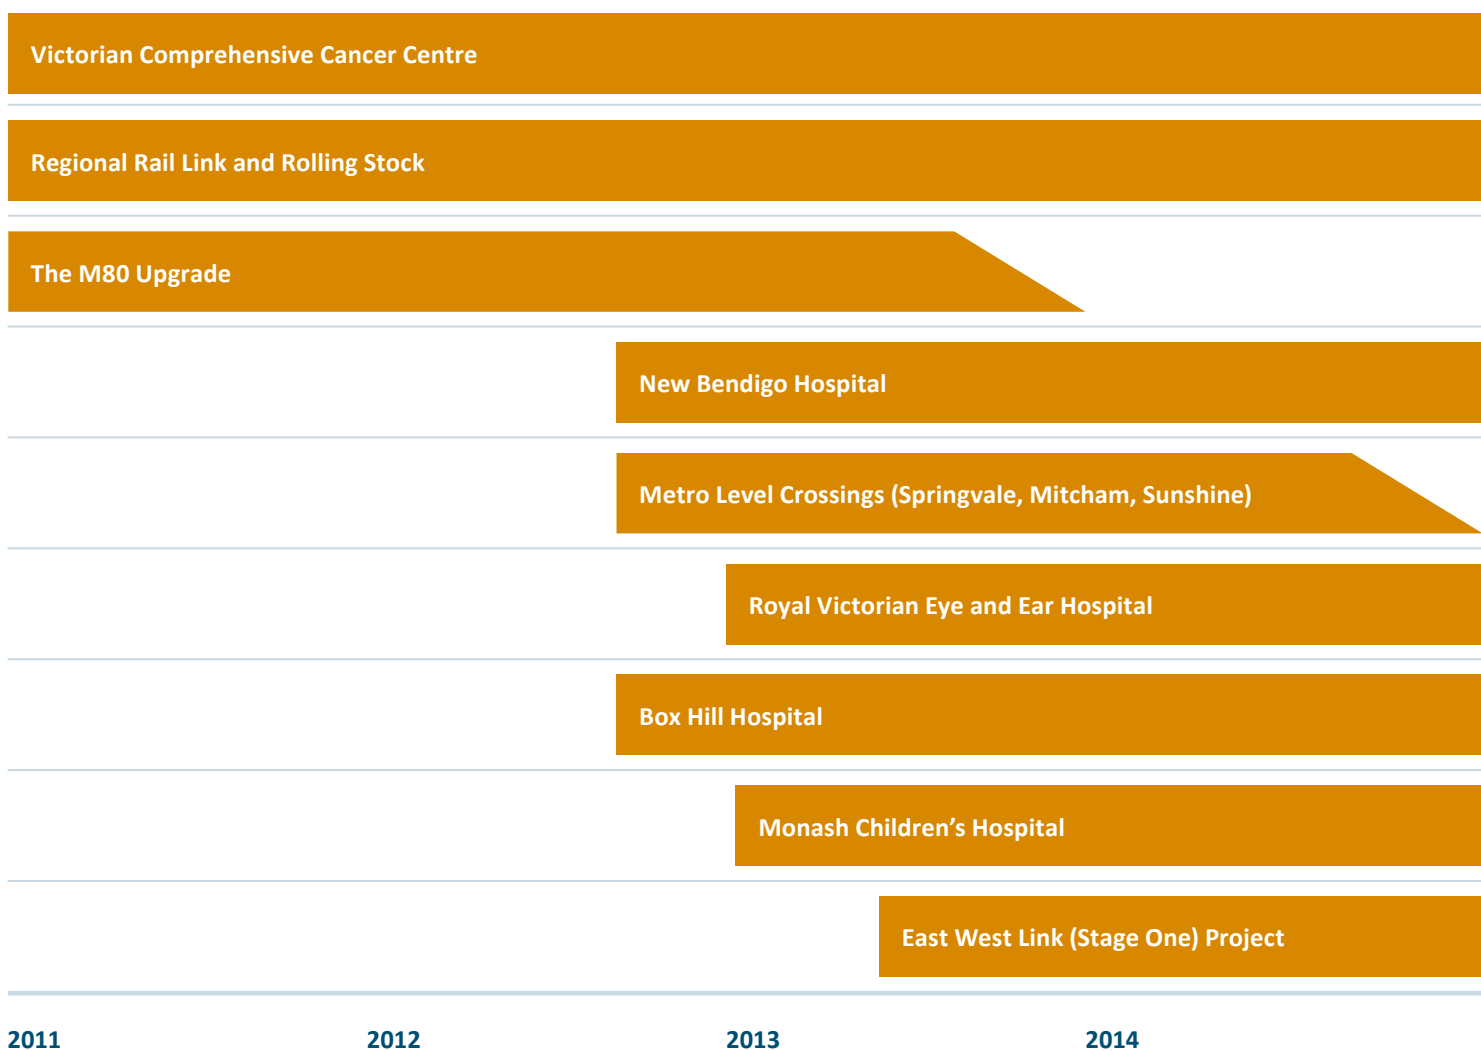 Victorian Comprehensive Cancer Centre
Regional Rail Link and Rolling Stock
The M80 Upgrade
New Bendigo Hospital
Metro Level Crossings (Springvale, Mitcham, Sunshine)
Royal Victorian Eye and Ear Hospital
Box Hill Hospital
Monash Children’s Hospital
East West Link (Stage One) Project
2011 2012 2013 2014